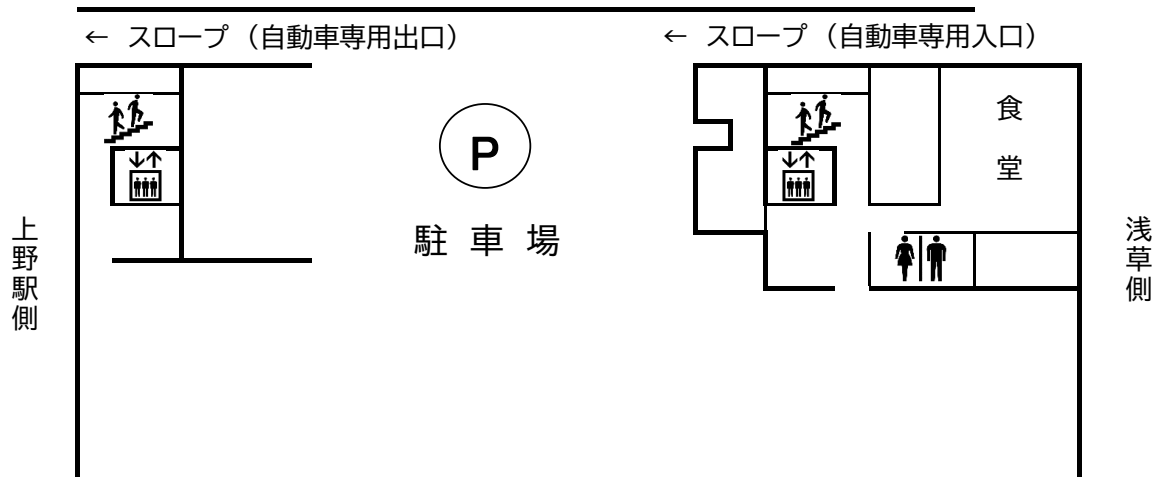 ← スロープ（自動車専用出口）
← スロープ（自動車専用入口）
食堂
P
駐車場
上野駅側
浅草側